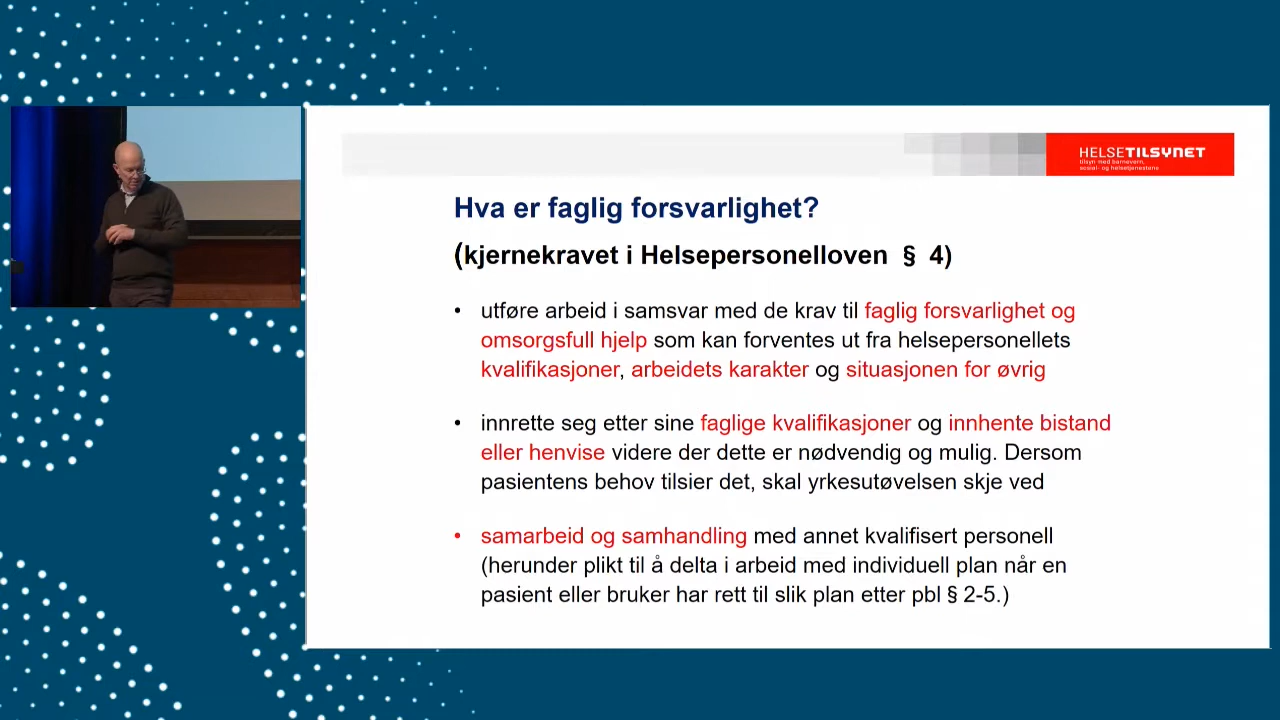 HELSETILSYNET
tilsyn med barnevern,
sosial- og helsetjenestene
Hva er faglig forsvarlighet?
(kjernekravet i Helsepersonelloven § 4)
• utføre arbeid i samsvar med de krav til faglig forsvarlighet og
omsorgsfull hjelp som kan forventes ut fra helsepersonellets
kvalifikasjoner, arbeidets karakter og situasjonen for øvrig
• innrette seg etter sine faglige kvalifikasjoner og innhente bistand
eller henvise videre der dette er nødvendig og mulig. Dersom
pasientens behov tilsier det, skal yrkesutøvelsen skje ved
• samarbeid og samhandling med annet kvalifisert personell
(herunder plikt til å delta i arbeid med individuell plan når en
pasient eller bruker har rett til slik plan etter pbl § 2-5.)